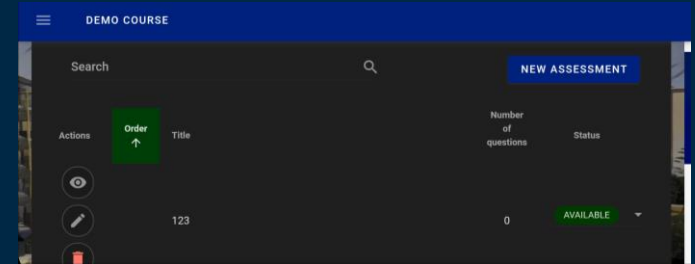 DEMO COURSE
Search
NEW ASSESSMENT
Actions
Order
Title
Number
of
questions
Status
123
0
AVAILABLE